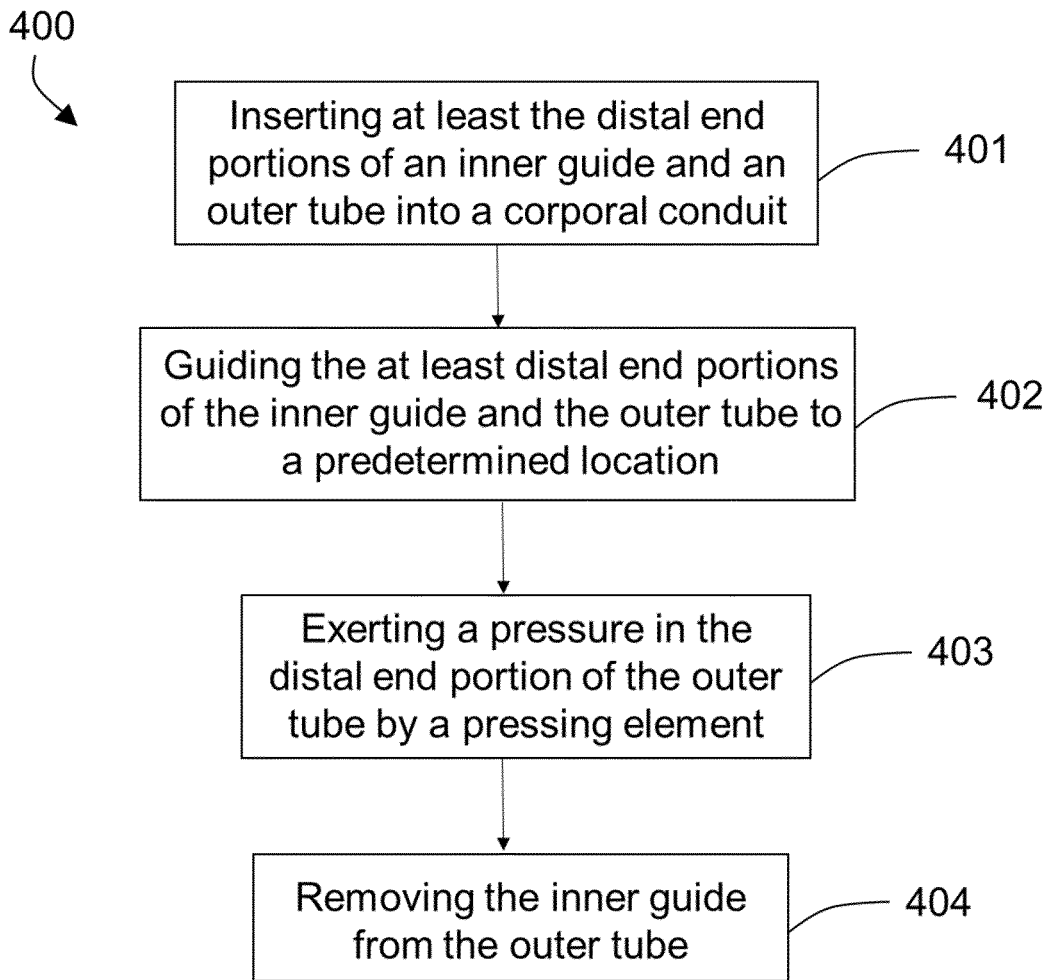 400
Inserting at least the distal end
portions of an inner guide and an
outer tube into a corporal conduit
401
Guiding the at least distal end portions
of the inner guide and the outer tube to
a predetermined location
402
Exerting a pressure in the
distal end portion of the outer
tube by a pressing element
403
Removing the inner guide
from the outer tube
404